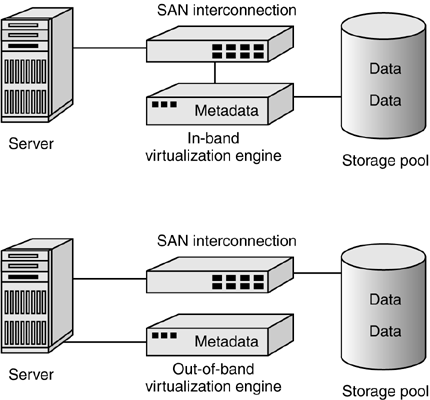 SAN interconnection
Data
Data
Metadata
Server
In-band
virtualization engine
Storage pool
SAN interconnection
Data
Data
Metadata
Server
Out-of-band
virtualization engine
Storage pool